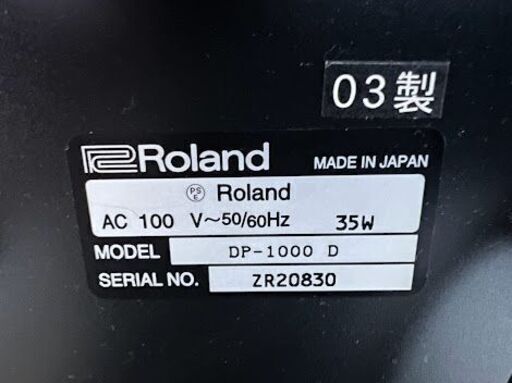 03製
Roland MADE IN JAPAN
PS E Roland
AC 100 V～50/60Hz 35W
MODEL DP-1000 D
SERIAL NO. ZR20830